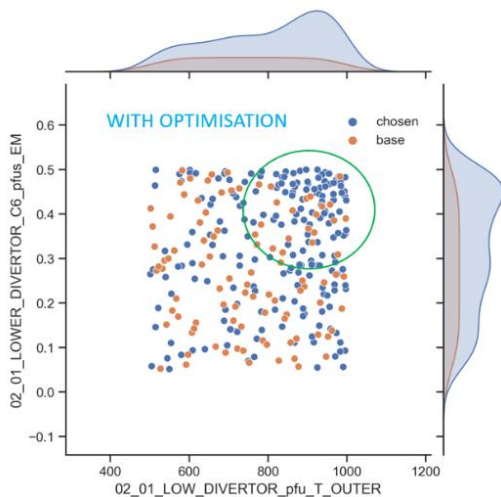 WITH OPTIMISATION
chosen
base
0.6
0.5
0.4
0.3
0.2
0.1
0.0
−0.1
02_01_LOWER_DIVERTOR_C6_pfus_EM
400
600
800
1000
1200
02_01_LOW_DIVERTOR_pfu_T_OUTER